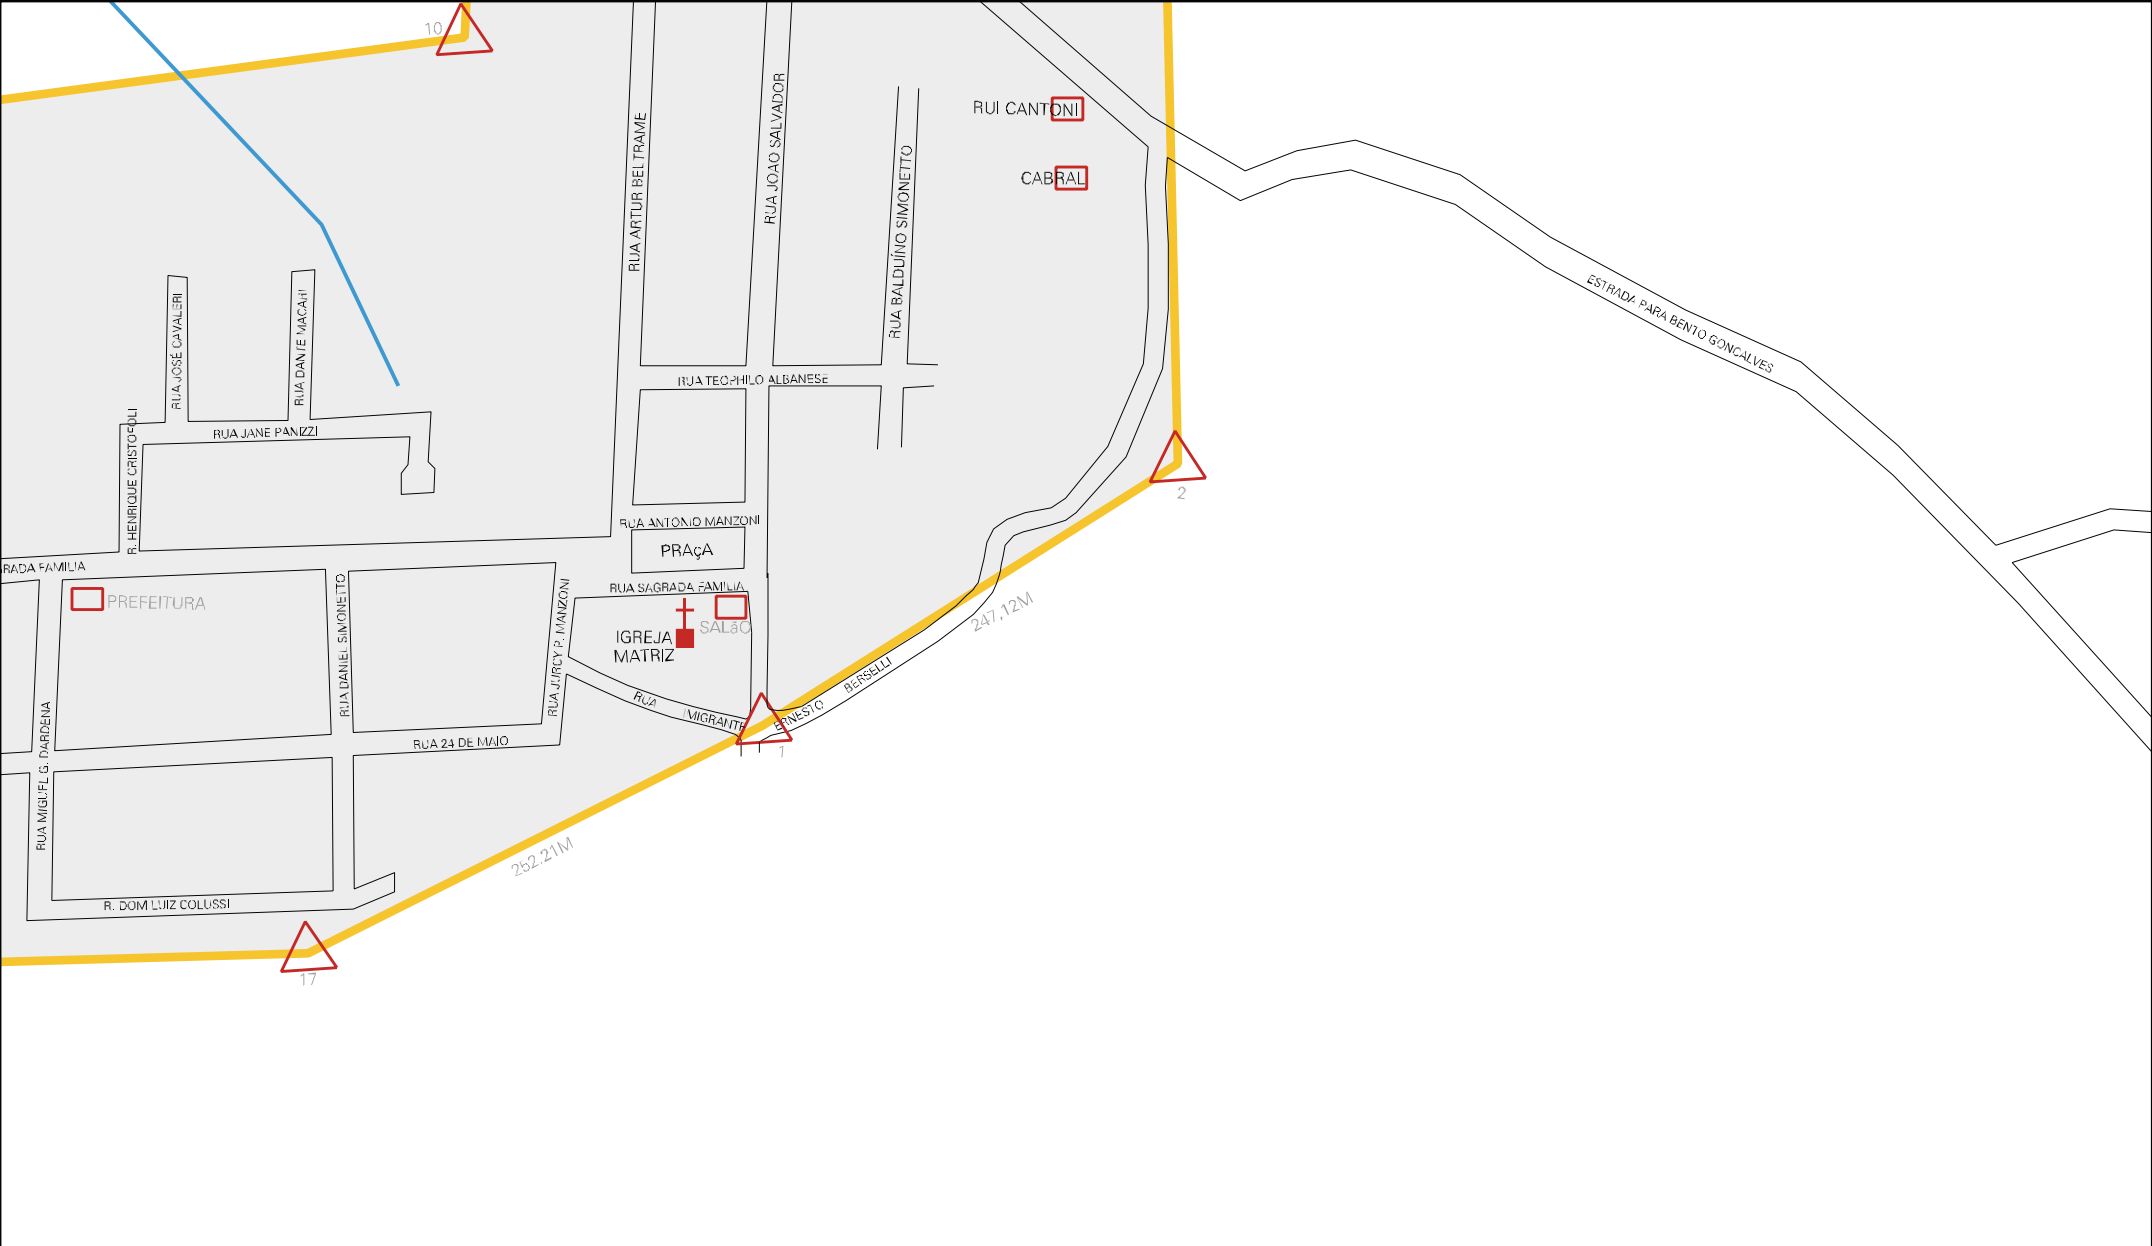 10
RUA ARTUR BELTRAME
RUA JOAO SALVADOR
RUA BALDUÍNO SIMONETTO
RUI CANTONI
CABRAL
ESTRADA PARA BENTO GONCALVES
RUA JOSÉ CAVALERI
RUA DANTE MACARI
RUA TEOPHILO ALBANESE
R. HENRIQUE CRISTOFOLI
RUA JANE PANIZZI
2
RUA ANTONIO MANZONI
PRAçA
RADA FAMILIA
RUA SAGRADA FAMILIA
PREFEITURA
SALãO
IGREJA
MATRIZ
RUA DANIEL SIMONETTO
RUA JURCY P. MANZONI
247,12M
RUA IMIGRANTE
ERNESTO BERSELLI
1
RUA MIGUEL G. DARDENA
RUA 24 DE MAIO
252.21M
R. DOM LUIZ COLUSSI
17